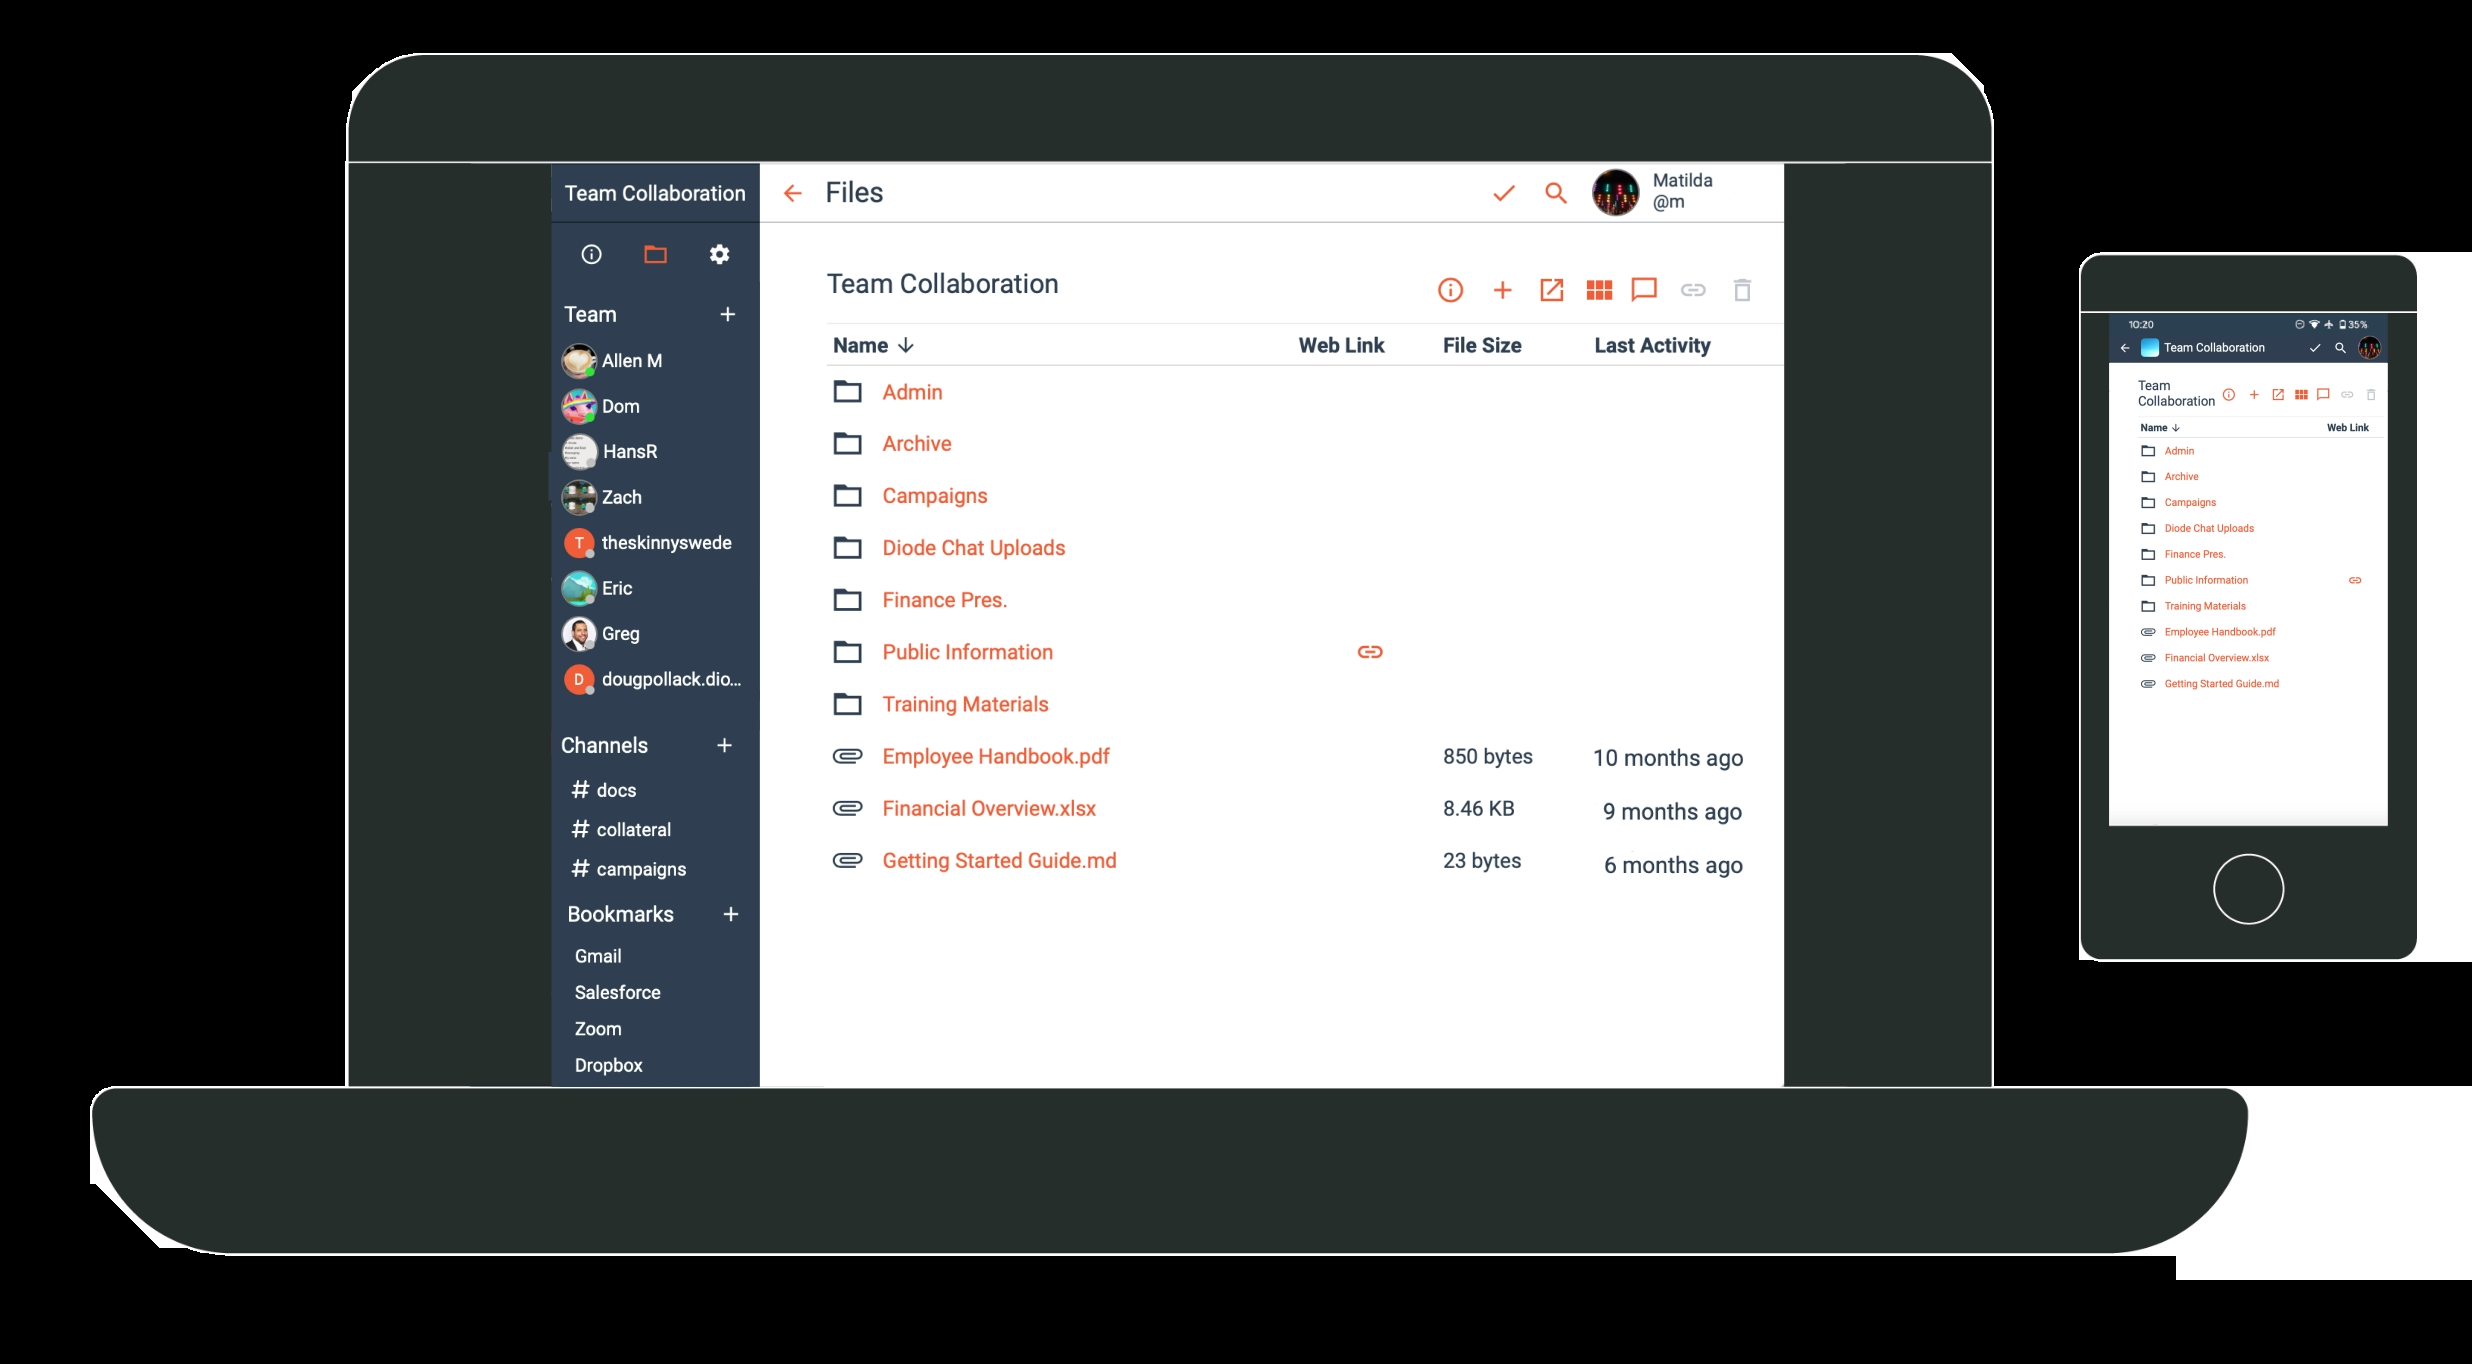 Team Collaboration
Files
Matilda
@m
Team
Allen M
Dom
HansR
Zach
T
theskinnyswede
Eric
Greg
D
dougpollack.dio...
Channels
# docs
# collateral
# campaigns
Bookmarks
Gmail
Salesforce
Zoom
Dropbox
Team Collaboration
Name Web Link File Size Last Activity
Admin
Archive
Campaigns
Diode Chat Uploads
Finance Pres.
Public Information
Training Materials
Employee Handbook.pdf 850 bytes 10 months ago
Financial Overview.xlsx 8.46 KB 9 months ago
Getting Started Guide.md 23 bytes 6 months ago
10:20 35%
Team Collaboration
Team
Collaboration
Name Web Link
Admin
Archive
Campaigns
Diode Chat Uploads
Finance Pres.
Public Information
Training Materials
Employee Handbook.pdf
Financial Overview.xlsx
Getting Started Guide.md